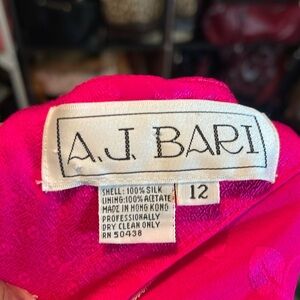 A.J. BARI
SHELL: 100% SILK
LINING: 100% ACETATE
MADE IN HONG KONG
PROFESSIONALLY
DRY CLEAN ONLY
RN 50438
12